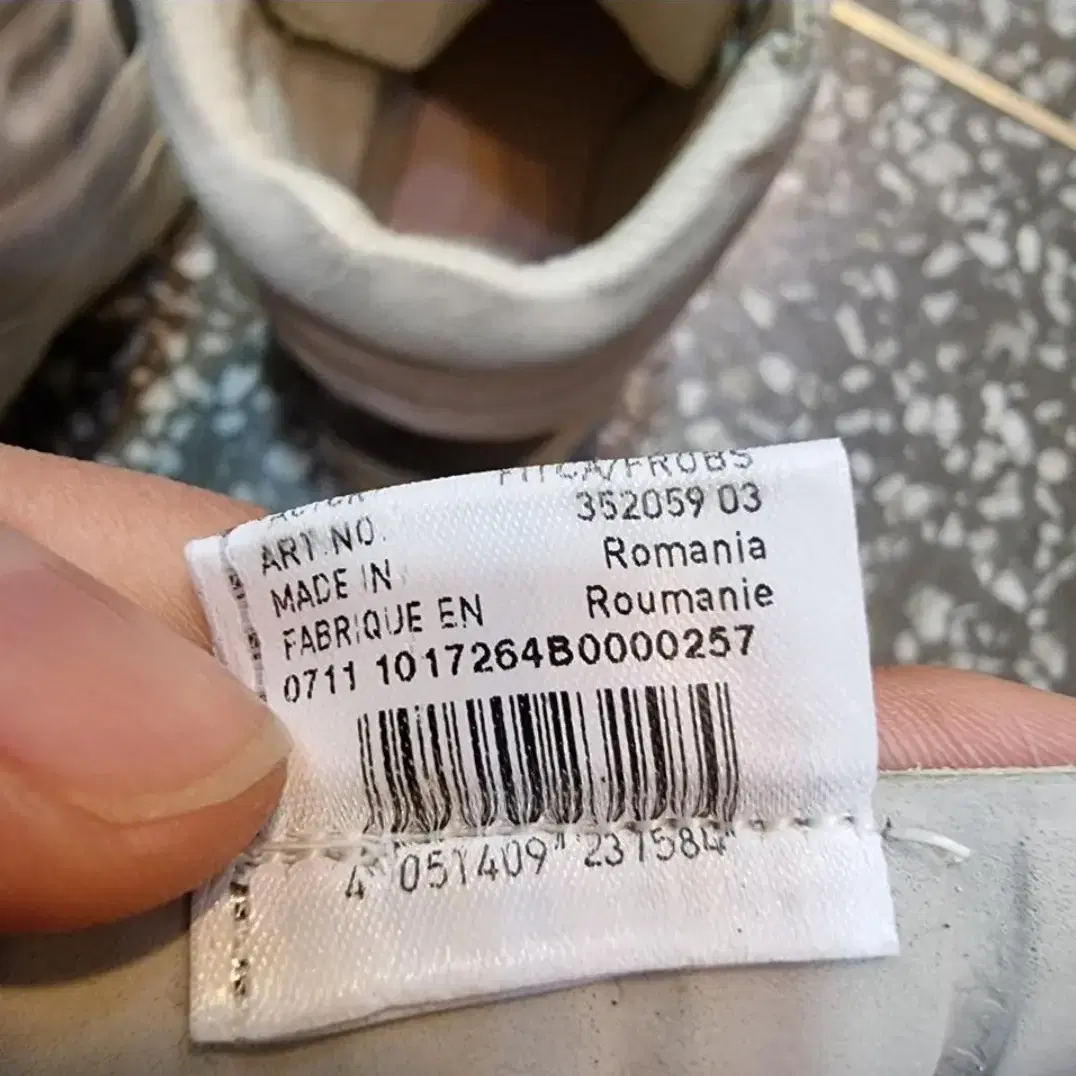 352059 03
ART.NO.
MADE IN Romania
FABRIQUE EN Roumanie
0711 1017264B0000257
4 051409 237584